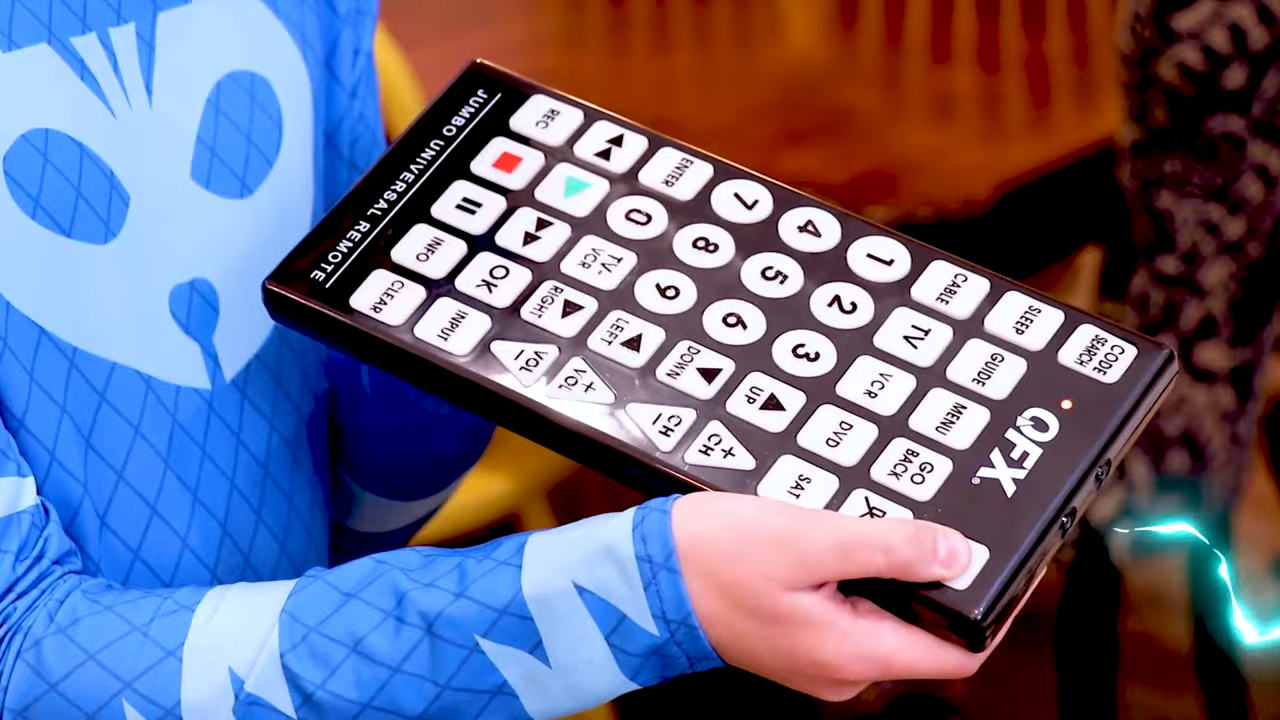 QFX
CODE SEARCH
SLEEP GUIDE MENU GO BACK
CABLE TV VCR DVD SAT
1 2 3 UP CH +
4 5 6 DOWN CH −
7 8 9 LEFT VOL +
ENTER 0 TV-VCR RIGHT VOL −
OK INPUT
REC INFO CLEAR
JUMBO UNIVERSAL REMOTE